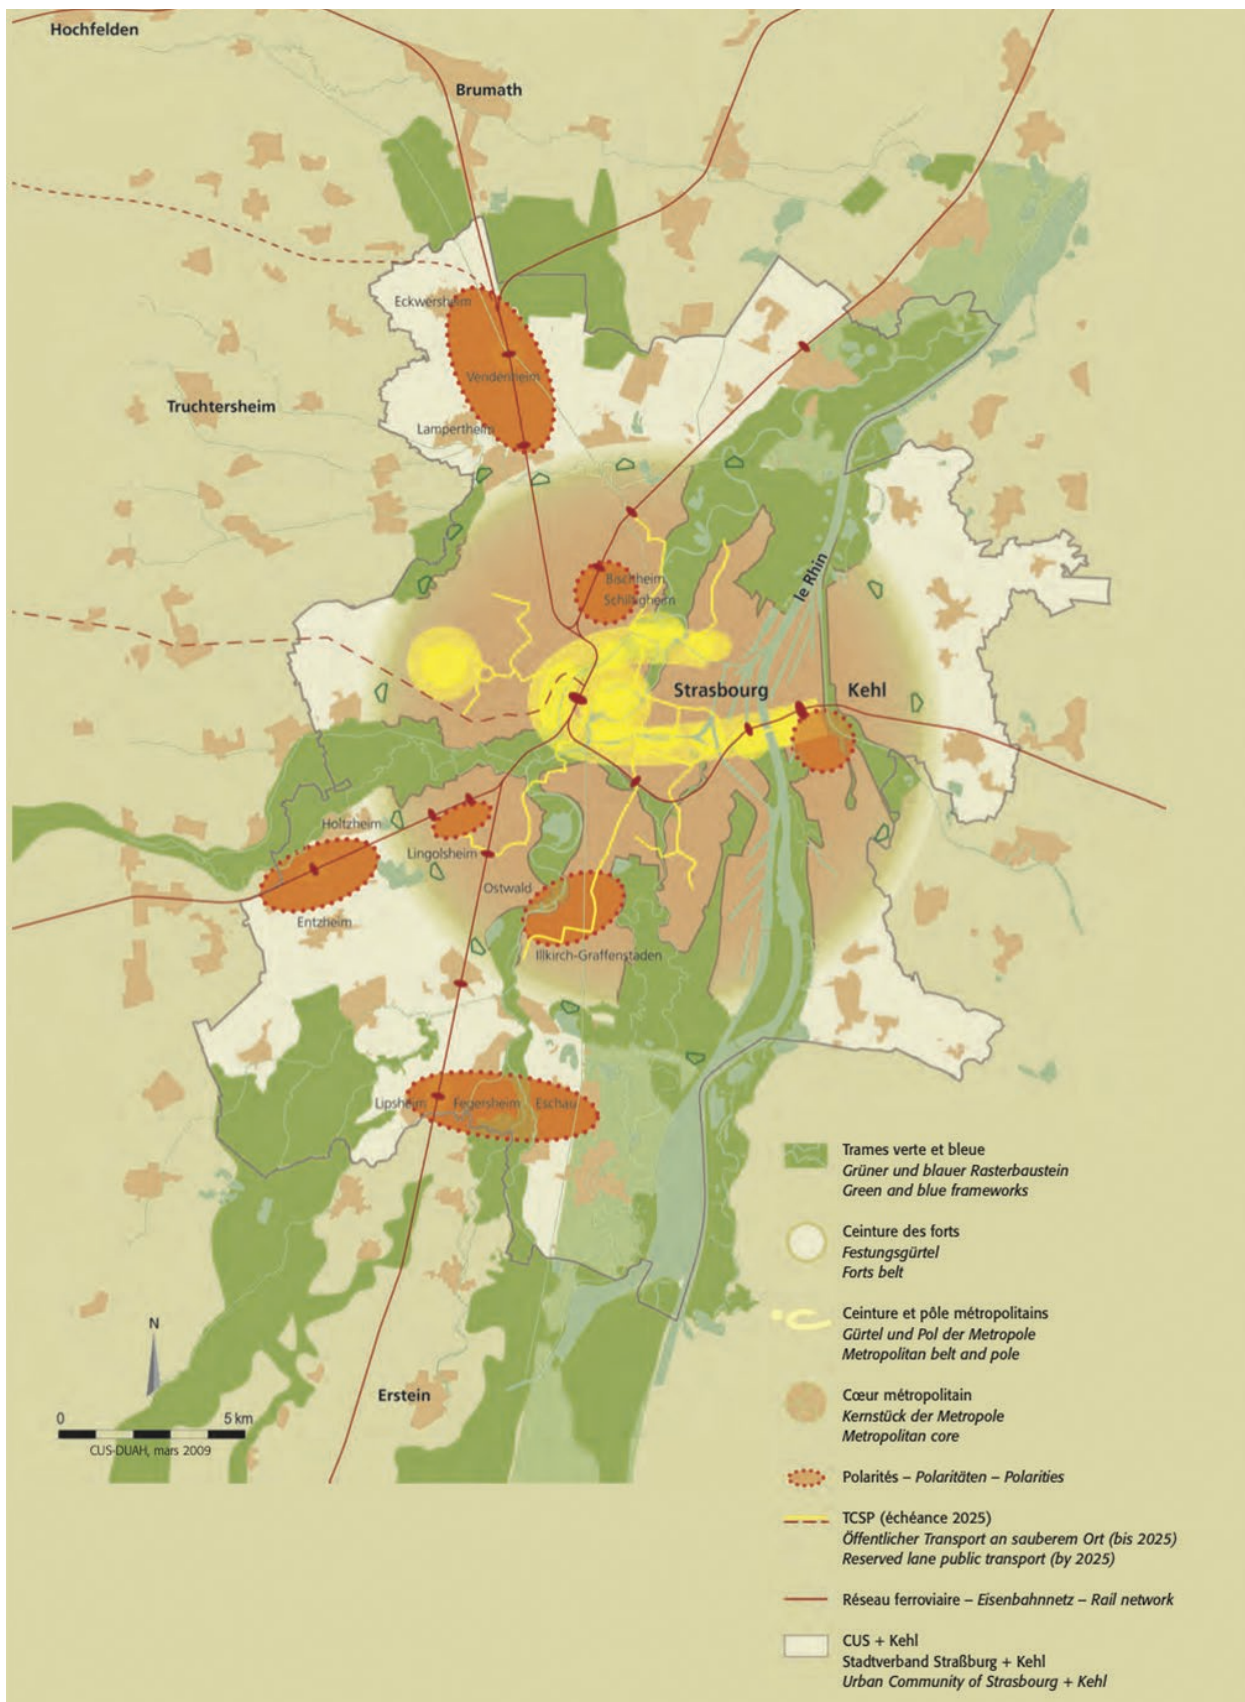 Hochfelden
Brumath
Eckwersheim
Vendenheim
Truchtersheim
Lampertheim
le Rhin
Bischheim
Schiltigheim
Strasbourg
Kehl
Holtzheim
Lingolsheim
Ostwald
Entzheim
Illkirch-Graffenstaden
Lipsheim
Fegersheim
Eschau
Trames verte et bleue
Grüner und blauer Rasterbaustein
Green and blue frameworks
Ceinture des forts
Festungsgürtel
Forts belt
Ceinture et pôle métropolitains
Gürtel und Pol der Metropole
Metropolitan belt and pole
N
Erstein
0 5 km
CUS-DUAH, mars 2009
Cœur métropolitain
Kernstück der Metropole
Metropolitan core
Polarités – Polaritäten – Polarities
TCSP (échéance 2025)
Öffentlicher Transport an sauberem Ort (bis 2025)
Reserved lane public transport (by 2025)
Réseau ferroviaire – Eisenbahnnetz – Rail network
CUS + Kehl
Stadtverband Straßburg + Kehl
Urban Community of Strasbourg + Kehl